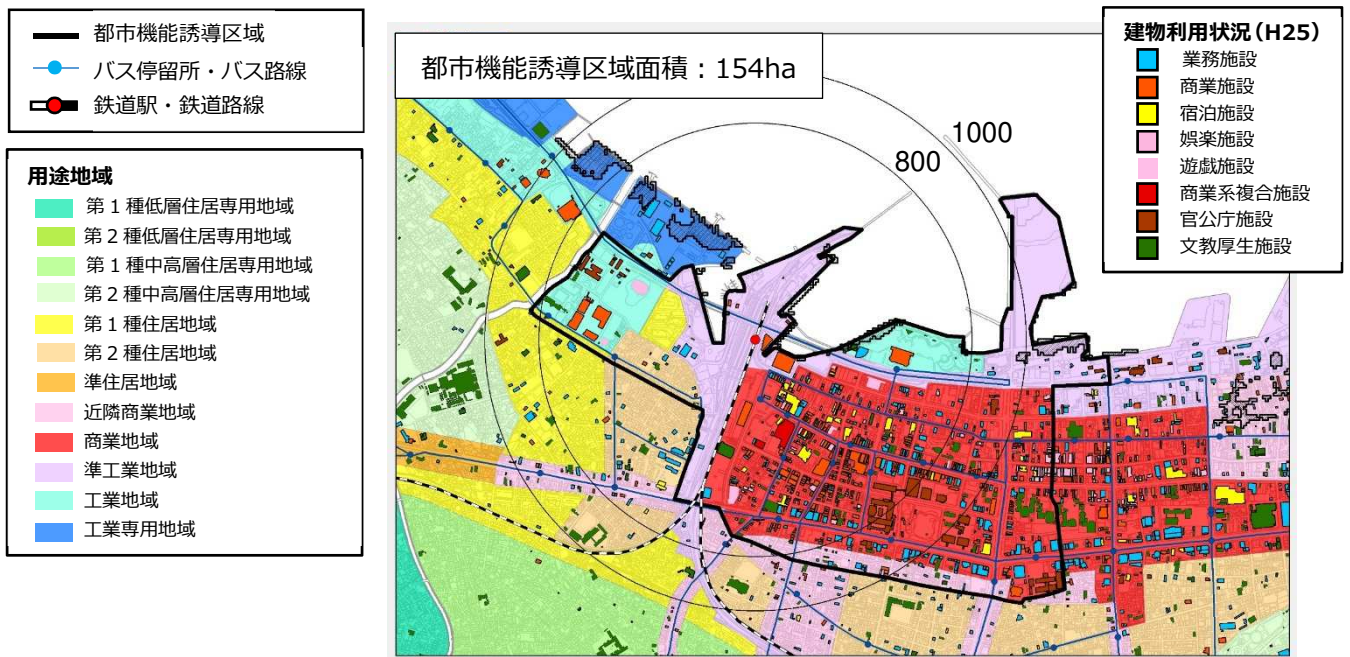 都市機能誘導区域
バス停留所・バス路線
鉄道駅・鉄道路線
用途地域
第1種低層住居専用地域
第2種低層住居専用地域
第1種中高層住居専用地域
第2種中高層住居専用地域
第1種住居地域
第2種住居地域
準住居地域
近隣商業地域
商業地域
準工業地域
工業地域
工業専用地域
都市機能誘導区域面積：154ha
1000
800
建物利用状況（H25）
業務施設
商業施設
宿泊施設
娯楽施設
遊戯施設
商業系複合施設
官公庁施設
文教厚生施設